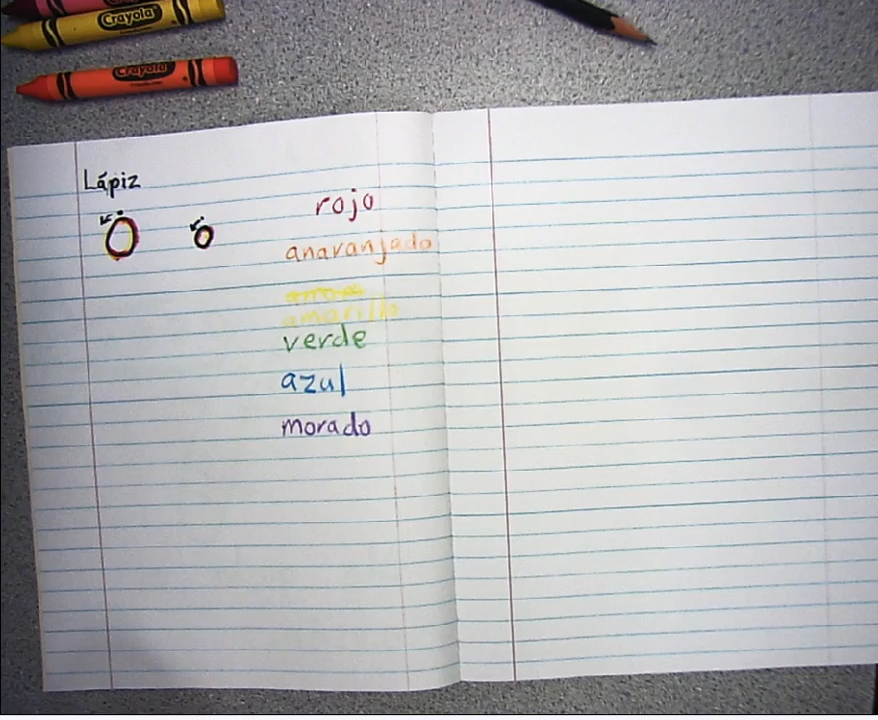 Crayola
Crayola
Lápiz
O o
rojo
anaranjado
amarillo
verde
azul
morado